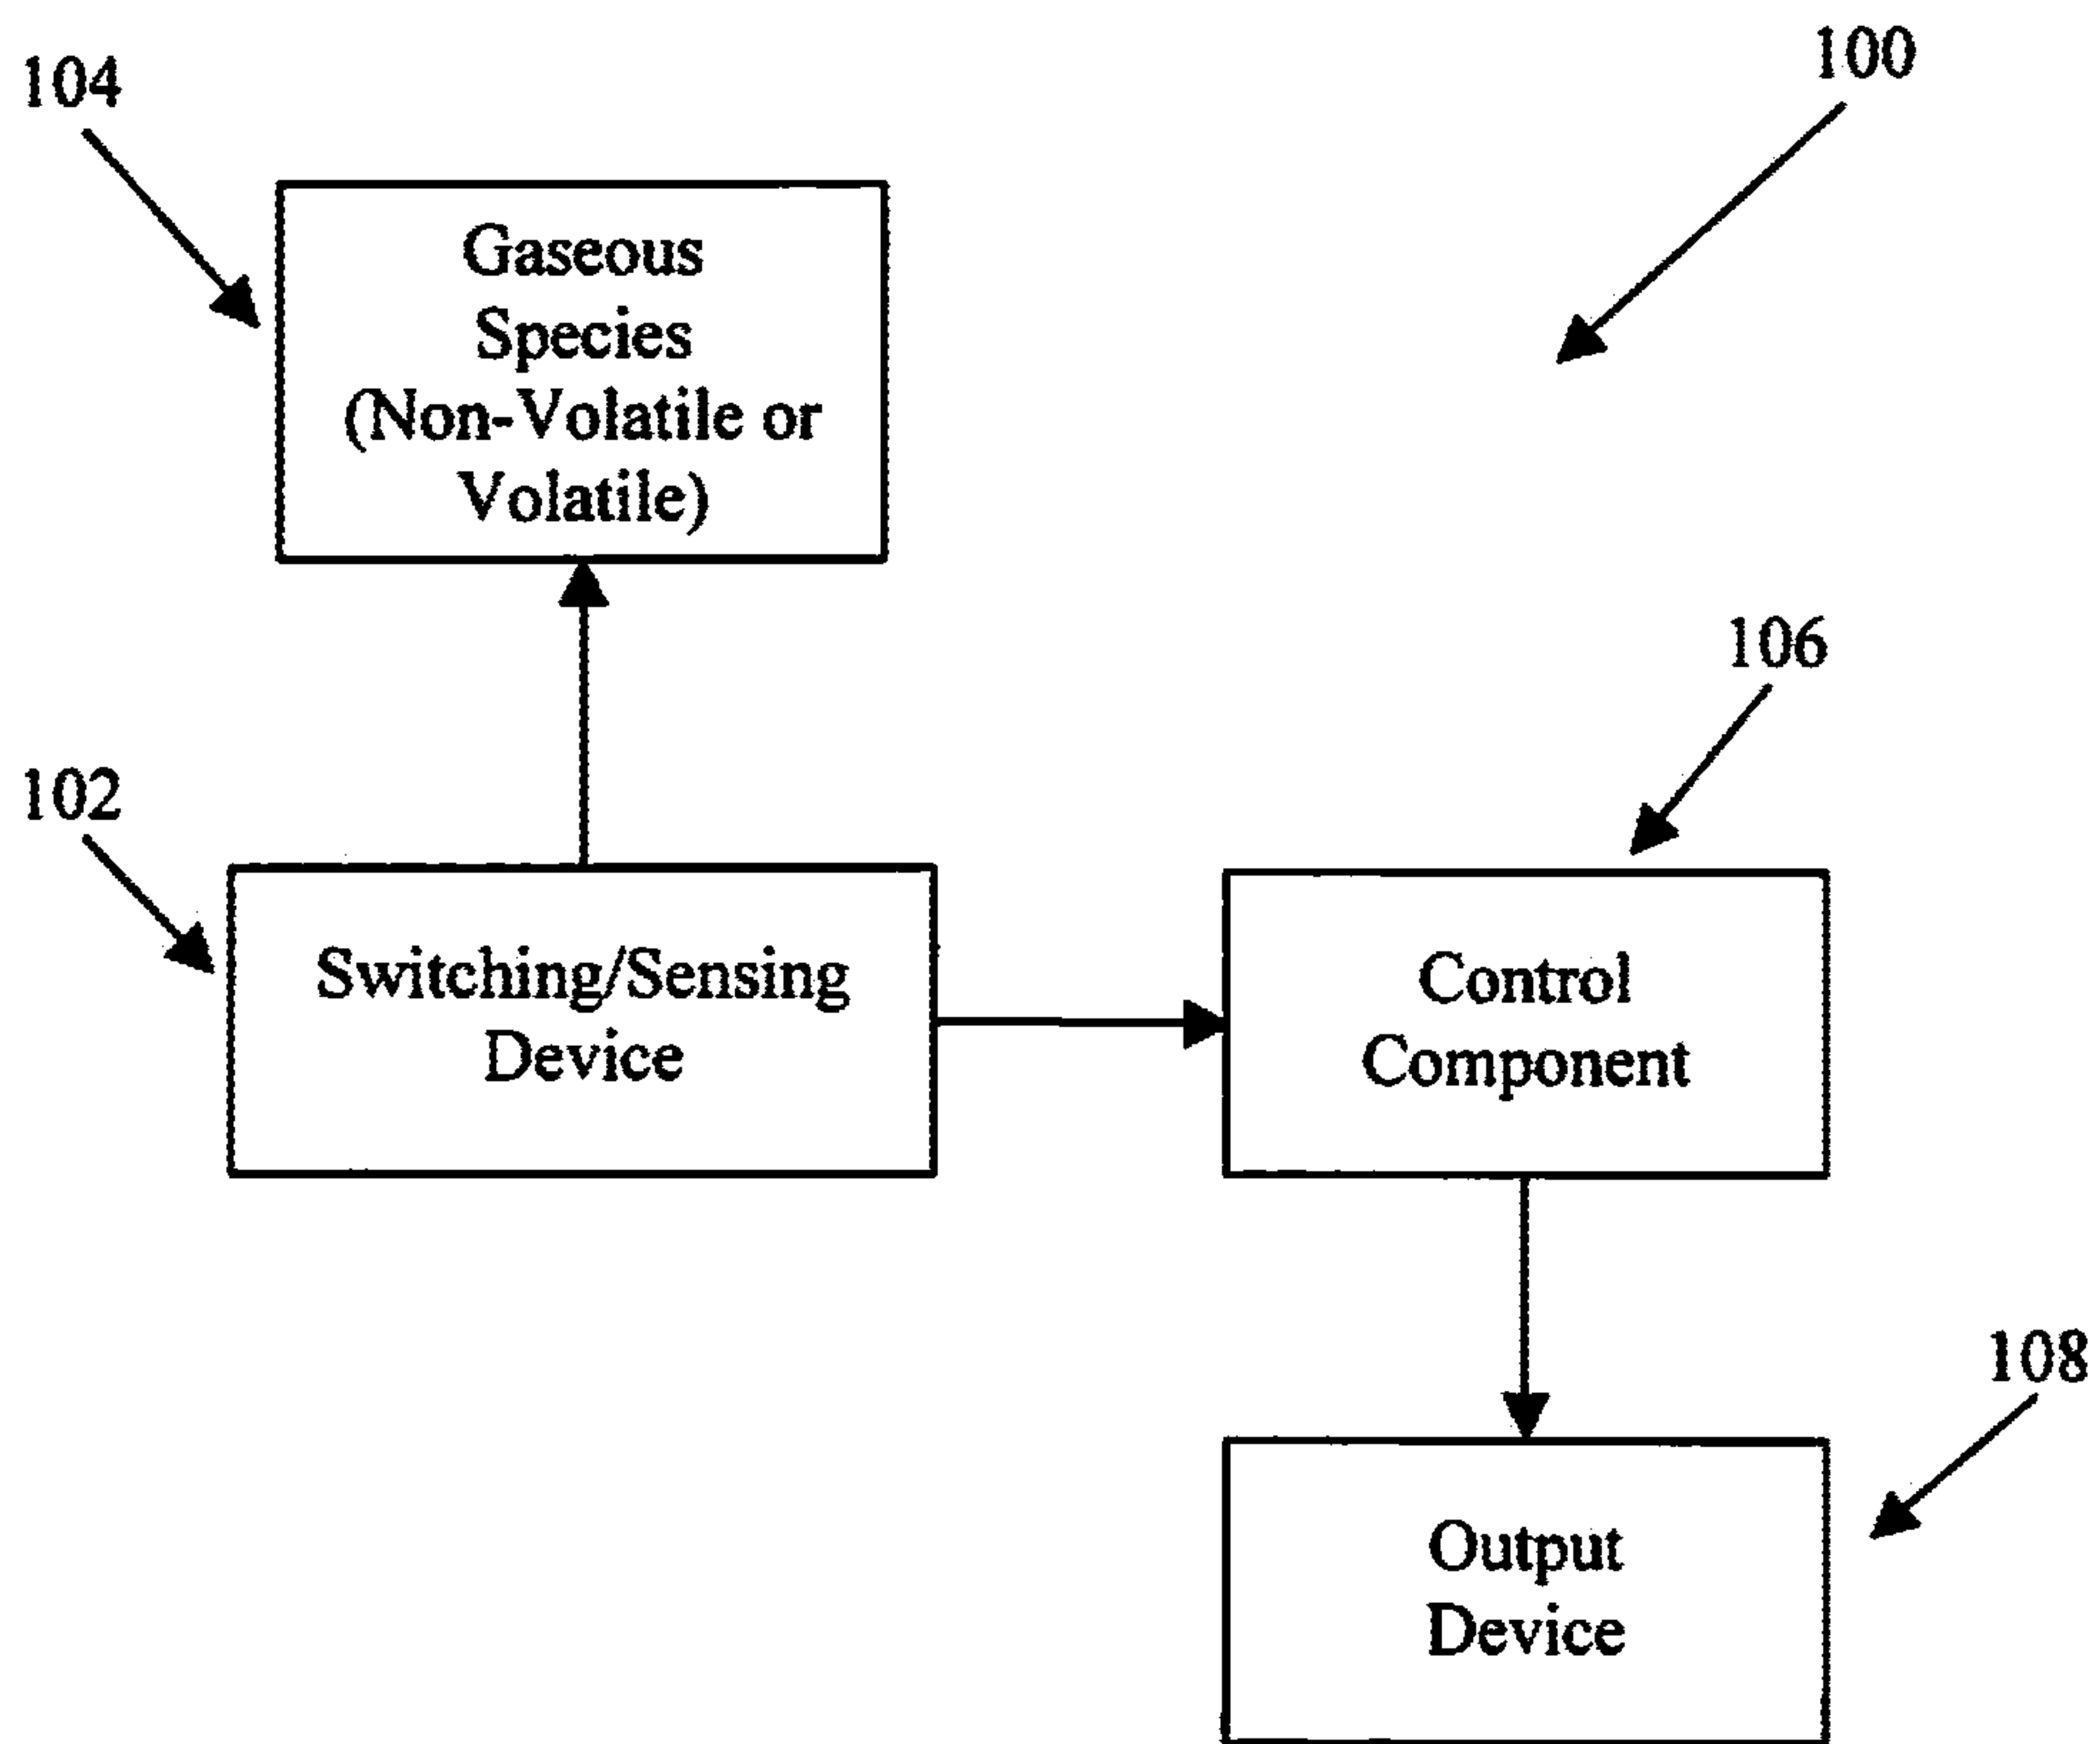 100
104
Gaseous
Species
(Non-Volatile or
Volatile)
106
102
Switching/Sensing
Device
Control
Component
108
Output
Device